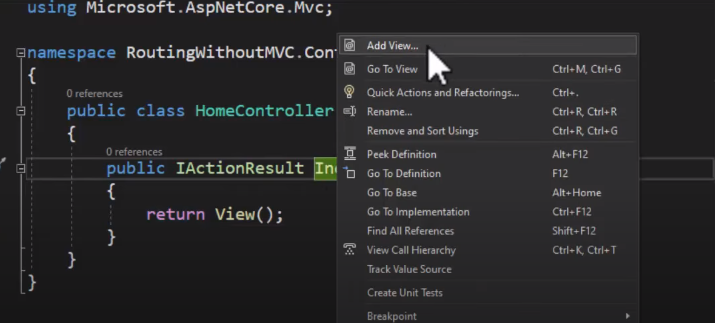 using Microsoft.AspNetCore.Mvc;
namespace RoutingWithoutMVC.Con
{
0 references
public class HomeController
{
0 references
public IActionResult Ind
{
return View();
}
}
}
Add View...
Go To View Ctrl+M, Ctrl+G
Quick Actions and Refactorings... Ctrl+.
Rename... Ctrl+R, Ctrl+R
Remove and Sort Usings Ctrl+R, Ctrl+G
Peek Definition Alt+F12
Go To Definition F12
Go To Base Alt+Home
Go To Implementation Ctrl+F12
Find All References Shift+F12
View Call Hierarchy Ctrl+K, Ctrl+T
Track Value Source
Create Unit Tests
Breakpoint